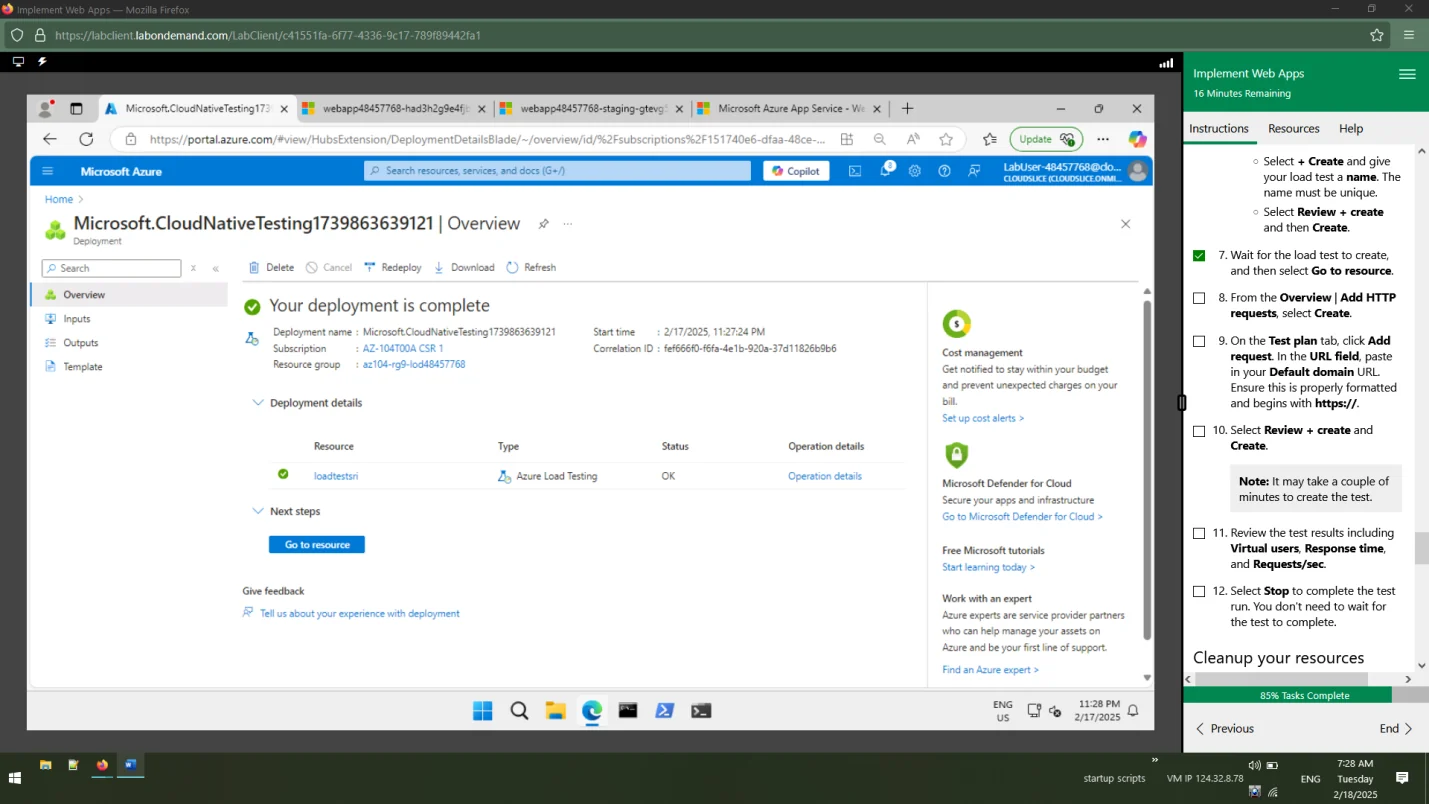 Implement Web Apps — Mozilla Firefox
https://labclient.labondemand.com/LabClient/c41551fa-6f77-4336-9c17-789f89442fa1
Microsoft.CloudNativeTesting173
webapp48457768-had3h2g9e4fjb
webapp48457768-staging-gtevg
Microsoft Azure App Service - We
https://portal.azure.com/#view/HubsExtension/DeploymentDetailsBlade/~/overview/id/%2Fsubscriptions%2F151740e6-dfaa-48ce-...
Update
Microsoft Azure
Search resources, services, and docs (G+/)
Copilot
LabUser-48457768@clo...
CLOUDSLICE (CLOUDSLICE.ONMI...
Home >
Microsoft.CloudNativeTesting1739863639121 | Overview
Deployment
Search
Delete
Cancel
Redeploy
Download
Refresh
Overview
Inputs
Outputs
Template
Your deployment is complete
Deployment name : Microsoft.CloudNativeTesting1739863639121
Subscription : AZ-104T00A CSR 1
Resource group : az104-rg9-lod48457768
Start time : 2/17/2025, 11:27:24 PM
Correlation ID : fef666f0-f6fa-4e1b-920a-37d11826b9b6
Deployment details
Resource Type Status Operation details
loadtestsri Azure Load Testing OK Operation details
Next steps
Go to resource
Give feedback
Tell us about your experience with deployment
Cost management
Get notified to stay within your budget
and prevent unexpected charges on your
bill.
Set up cost alerts >
Microsoft Defender for Cloud
Secure your apps and infrastructure
Go to Microsoft Defender for Cloud >
Free Microsoft tutorials
Start learning today >
Work with an expert
Azure experts are service provider partners
who can help manage your assets on
Azure and be your first line of support.
Find an Azure expert >
ENG
US
11:28 PM
2/17/2025
Implement Web Apps
16 Minutes Remaining
Instructions Resources Help
Select + Create and give
your load test a name. The
name must be unique.
Select Review + create
and then Create.
7. Wait for the load test to create,
and then select Go to resource.
8. From the Overview | Add HTTP
requests, select Create.
9. On the Test plan tab, click Add
request. In the URL field, paste
in your Default domain URL.
Ensure this is properly formatted
and begins with https://.
10. Select Review + create and
Create.
Note: It may take a couple of
minutes to create the test.
11. Review the test results including
Virtual users, Response time,
and Requests/sec.
12. Select Stop to complete the test
run. You don't need to wait for
the test to complete.
Cleanup your resources
85% Tasks Complete
Previous
End
startup scripts
VM IP 124.32.8.78
ENG
7:28 AM
Tuesday
2/18/2025